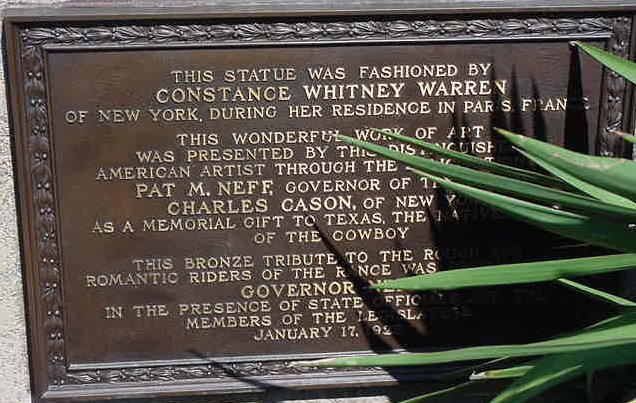 THIS STATUE WAS FASHIONED BY
CONSTANCE WHITNEY WARREN
OF NEW YORK, DURING HER RESIDENCE IN PARIS, FRANCE
THIS WONDERFUL WORK OF ART
WAS PRESENTED BY THIS
AMERICAN ARTIST THROUGH THE
PAT M. NEFF, GOVERNOR OF
CHARLES CASON, OF NEW
AS A MEMORIAL GIFT TO TEXAS, THE
OF THE COWBOY
THIS BRONZE TRIBUTE TO THE
ROMANTIC RIDERS OF THE RANGE WAS
GOVERNOR
IN THE PRESENCE OF STATE
MEMBERS OF THE LEGISLATURE
JANUARY 17,